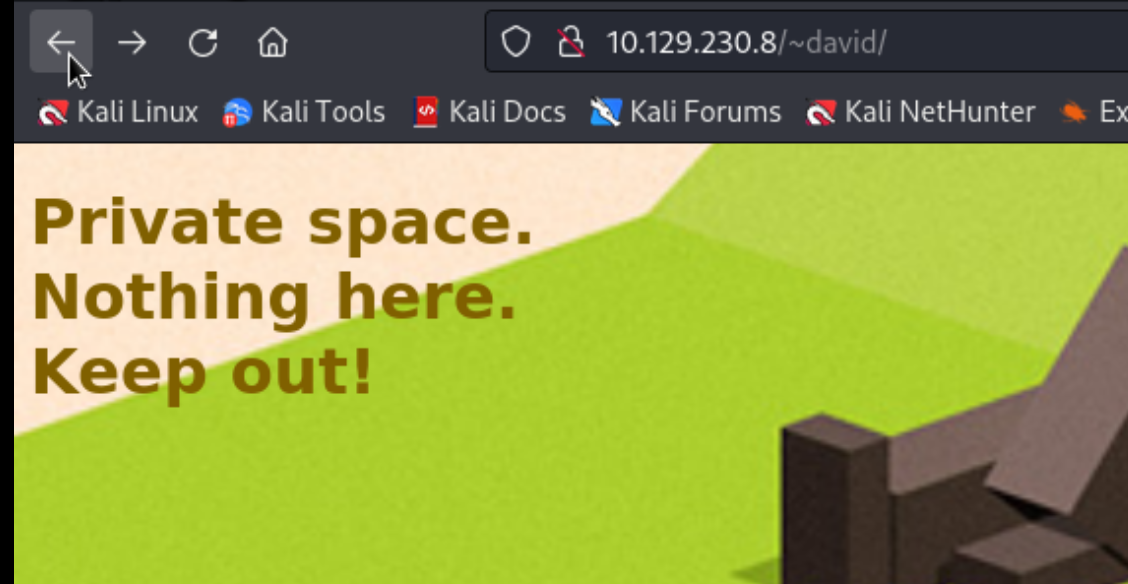 10.129.230.8/~david/
Kali Linux Kali Tools Kali Docs Kali Forums Kali NetHunter Ex
Private space.
Nothing here.
Keep out!